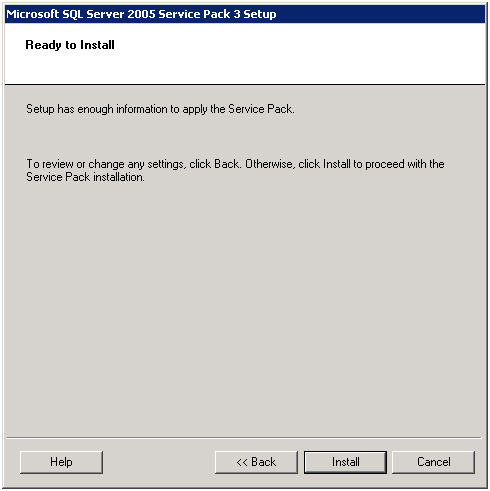 Microsoft SQL Server 2005 Service Pack 3 Setup
Ready to Install
Setup has enough information to apply the Service Pack.
To review or change any settings, click Back. Otherwise, click Install to proceed with the
Service Pack installation.
Help
<< Back
Install
Cancel